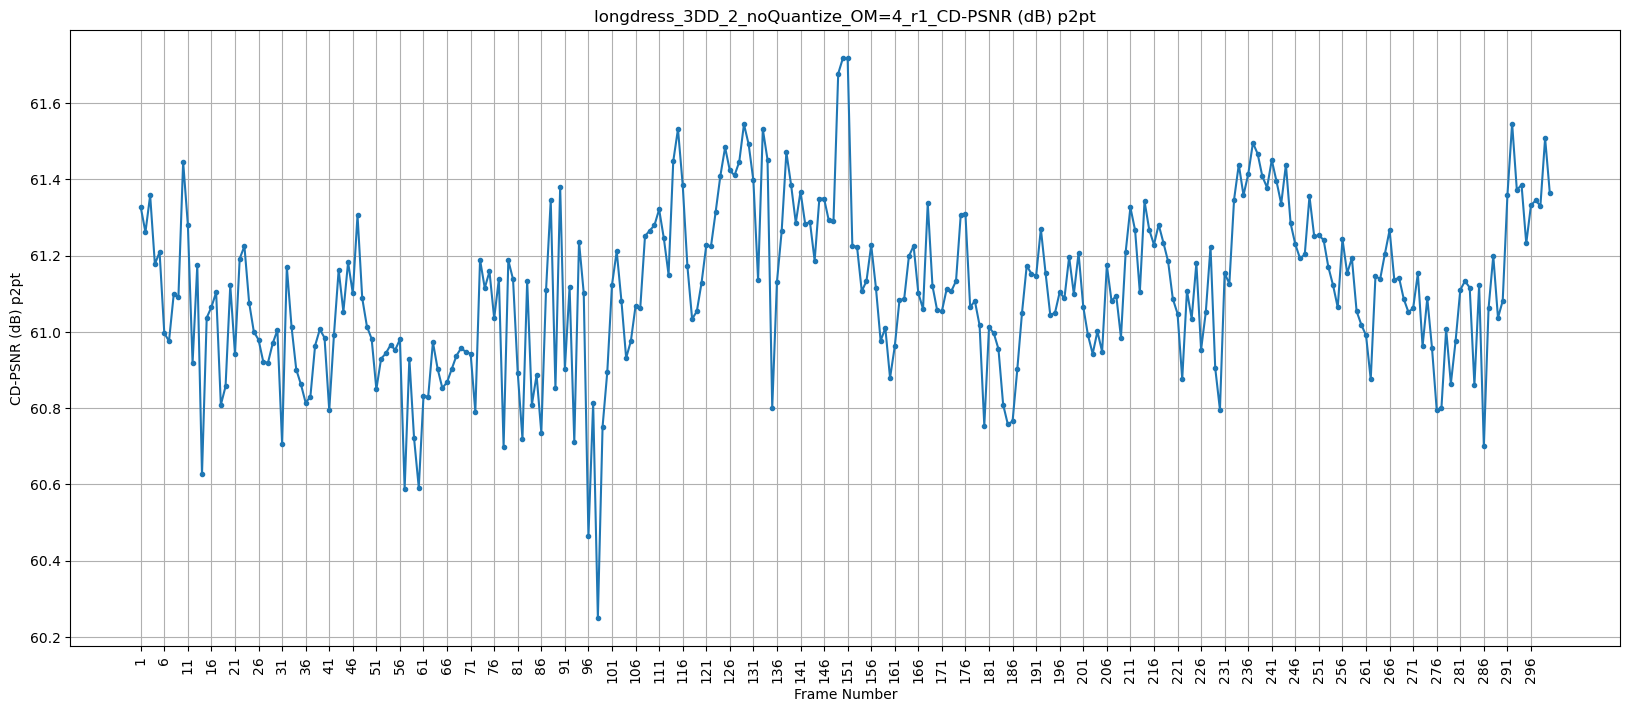 longdress_3DD_2_noQuantize_OM=4_r1_CD-PSNR (dB) p2pt
CD-PSNR (dB) p2pt
61.6
61.4
61.2
61.0
60.8
60.6
60.4
60.2
1 6 11 16 21 26 31 36 41 46 51 56 61 66 71 76 81 86 91 96 101 106 111 116 121 126 131 136 141 146 151 156 161 166 171 176 181 186 191 196 201 206 211 216 221 226 231 236 241 246 251 256 261 266 271 276 281 286 291 296
Frame Number